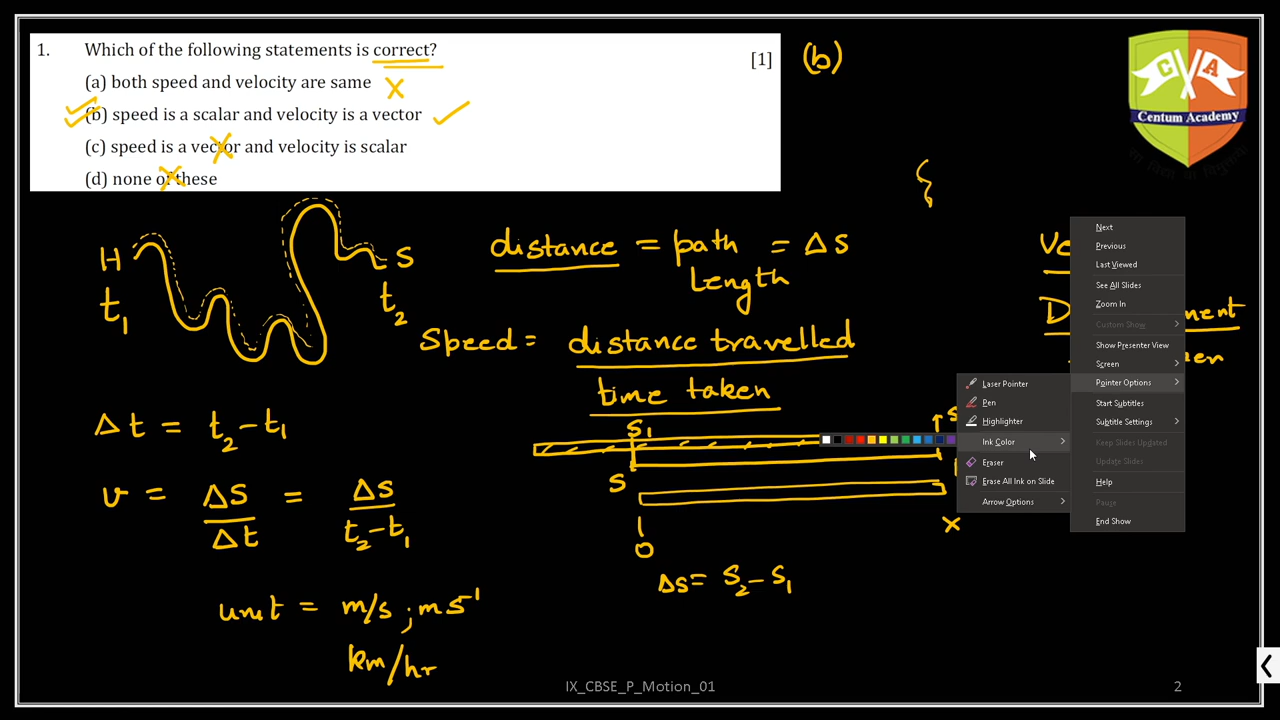 1. Which of the following statements is correct? [1]
(a) both speed and velocity are same
(b) speed is a scalar and velocity is a vector
(c) speed is a vector and velocity is scalar
(d) none of these
(b)
C A
Centum Academy
H
t1
S
t2
distance = path Length = Δs
Speed = distance travelled
time taken
Δt = t2 - t1
v = Δs/Δt = Δs/t2-t1
unit = m/s ; ms⁻¹
km/hr
S1
S
0
x
Δs = S2 - S1
Next
Previous
Last Viewed
See All Slides
Zoom In
Custom Show
Show Presenter View
Screen
Pointer Options
Start Subtitles
Subtitle Settings
Keep Slides Updated
Update Slides
Help
Pause
End Show
Laser Pointer
Pen
Highlighter
Ink Color
Eraser
Erase All Ink on Slide
Arrow Options
IX_CBSE_P_Motion_01
2